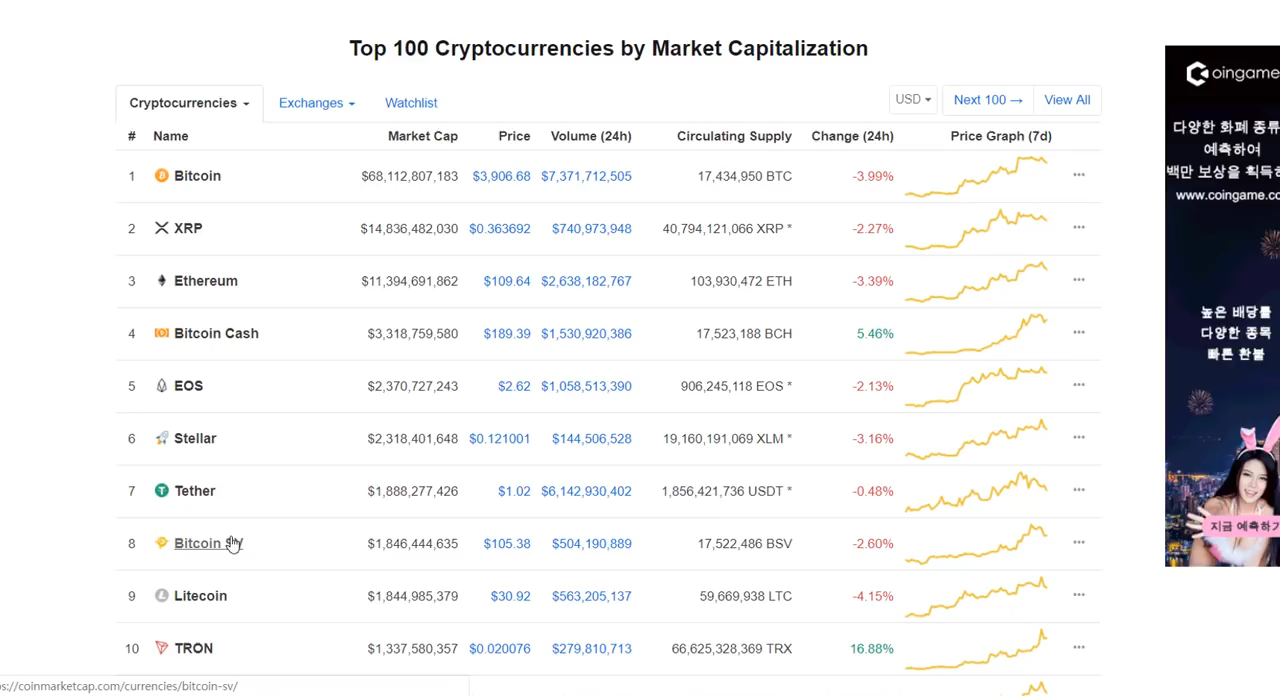 Top 100 Cryptocurrencies by Market Capitalization
Cryptocurrencies Exchanges Watchlist USD Next 100 → View All
# Name Market Cap Price Volume (24h) Circulating Supply Change (24h) Price Graph (7d)
1 Bitcoin $68,112,807,183 $3,906.68 $7,371,712,505 17,434,950 BTC -3.99%
2 XRP $14,836,482,030 $0.363692 $740,973,948 40,794,121,066 XRP * -2.27%
3 Ethereum $11,394,691,862 $109.64 $2,638,182,767 103,930,472 ETH -3.39%
4 Bitcoin Cash $3,318,759,580 $189.39 $1,530,920,386 17,523,188 BCH 5.46%
5 EOS $2,370,727,243 $2.62 $1,058,513,390 906,245,118 EOS * -2.13%
6 Stellar $2,318,401,648 $0.121001 $144,506,528 19,160,191,069 XLM * -3.16%
7 Tether $1,888,277,426 $1.02 $6,142,930,402 1,856,421,736 USDT * -0.48%
8 Bitcoin $1,846,444,635 $105.38 $504,190,889 17,522,486 BSV -2.60%
9 Litecoin $1,844,985,379 $30.92 $563,205,137 59,669,938 LTC -4.15%
10 TRON $1,337,580,357 $0.020076 $279,810,713 66,625,328,369 TRX 16.88%
ps://coinmarketcap.com/currencies/bitcoin-sv/
oingame
다양한 화폐 종류
예측하여
백만 보상을 획득하
www.coingame.co
높은 배당률
다양한 종목
빠른 환불
지금 예측하기